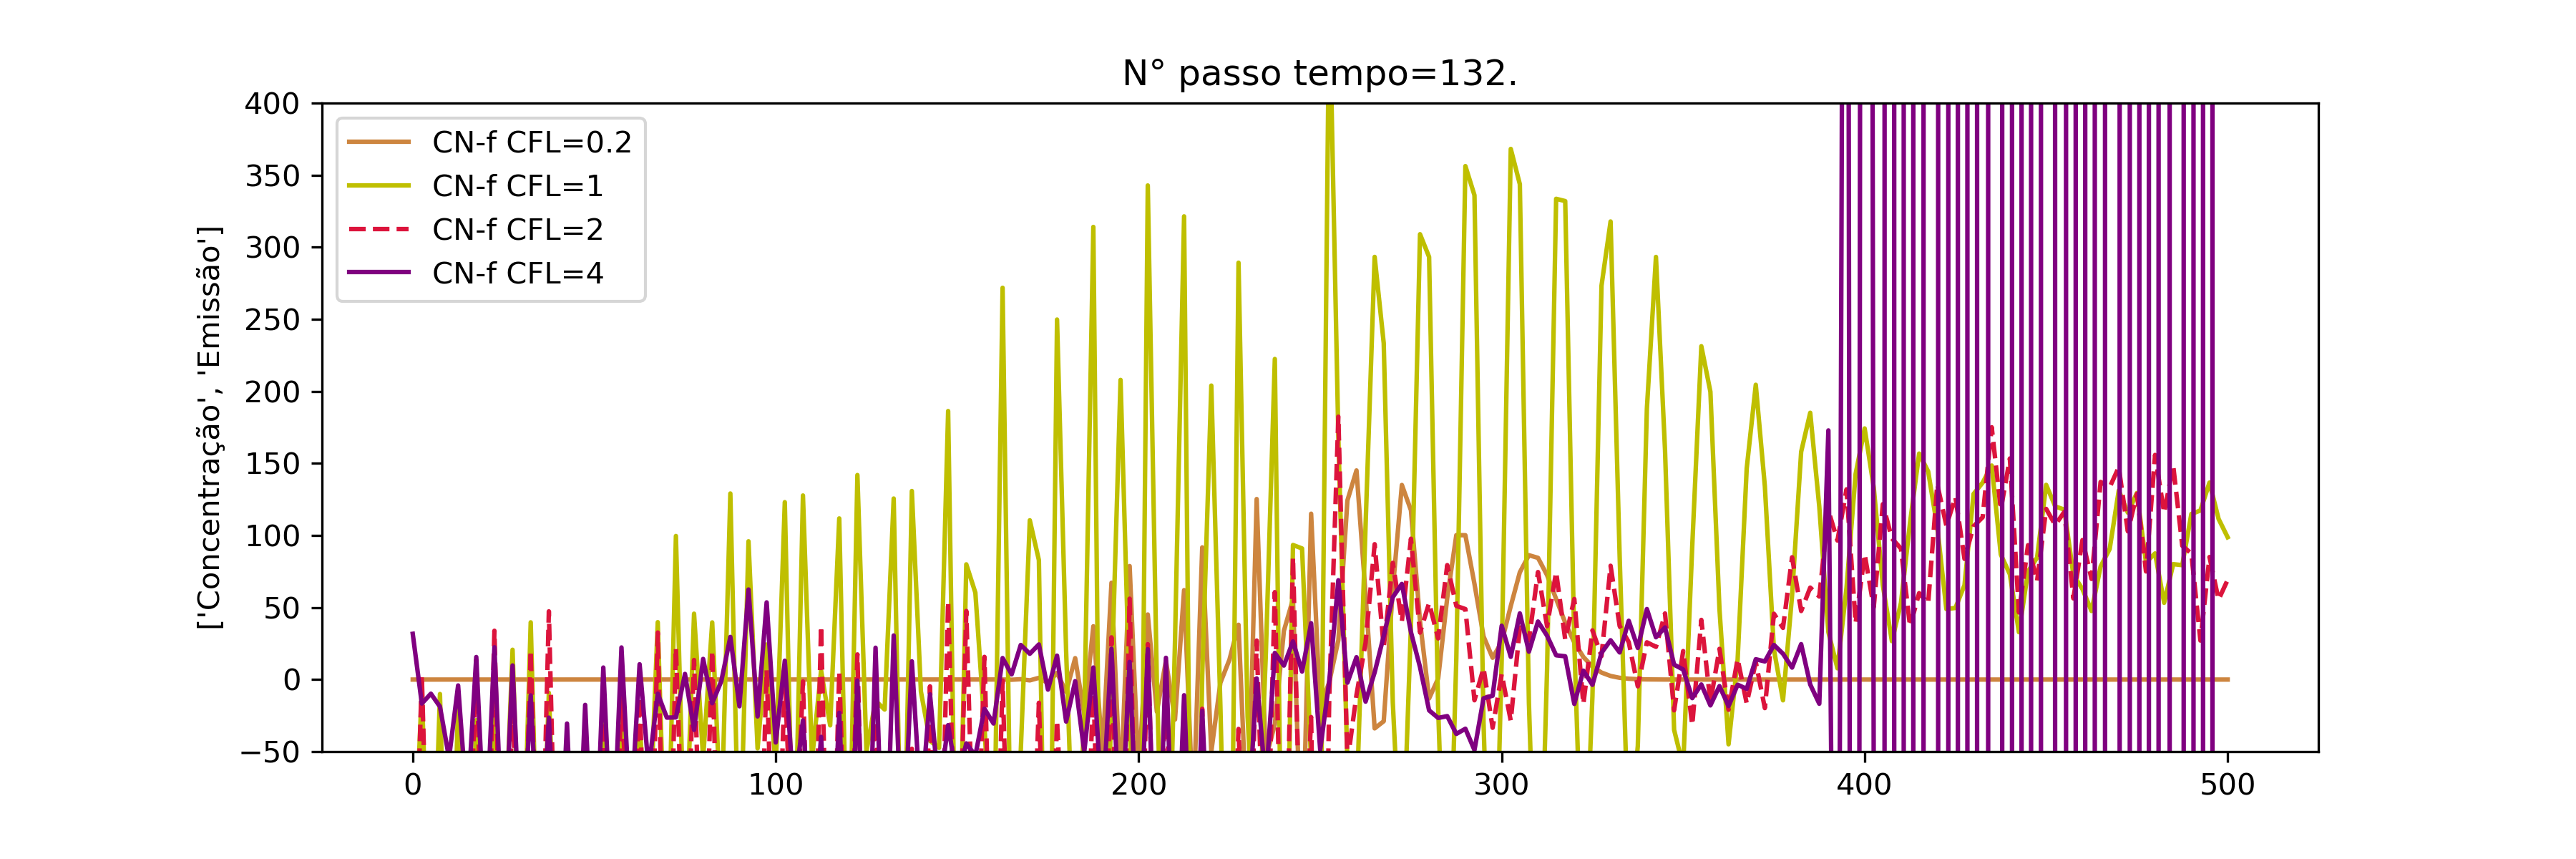 N° passo tempo=132.
['Concentração', 'Emissão']
400
350
300
250
200
150
100
50
0
−50
CN-f CFL=0.2
CN-f CFL=1
CN-f CFL=2
CN-f CFL=4
0 100 200 300 400 500